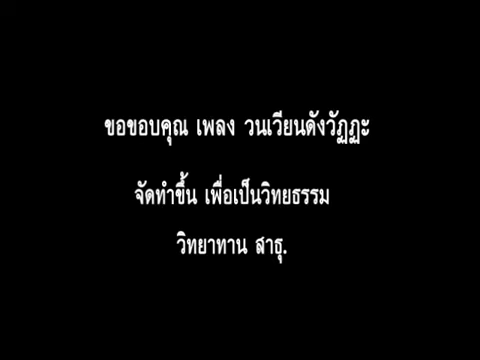 ขอขอบคุณ เพลง วนเวียนดังวัฏฏะ
จัดทำขึ้น เพื่อเป็นวิทยธรรม
วิทยาทาน สาธุ.